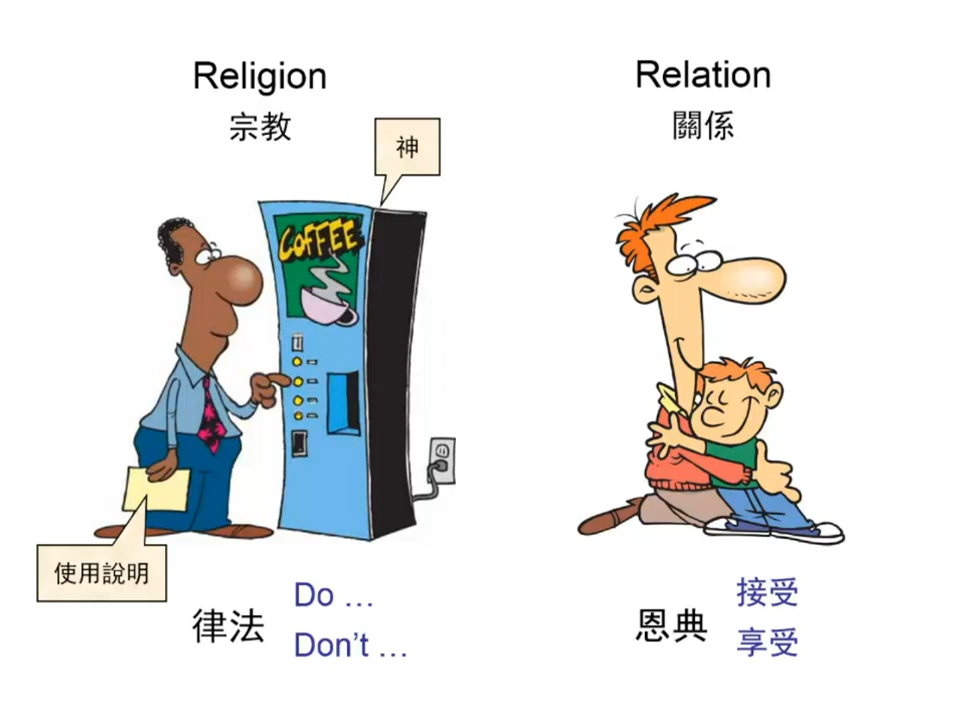 Religion
宗教
神
COFFEE
使用說明
律法
Do …
Don't …
Relation
關係
恩典
接受
享受